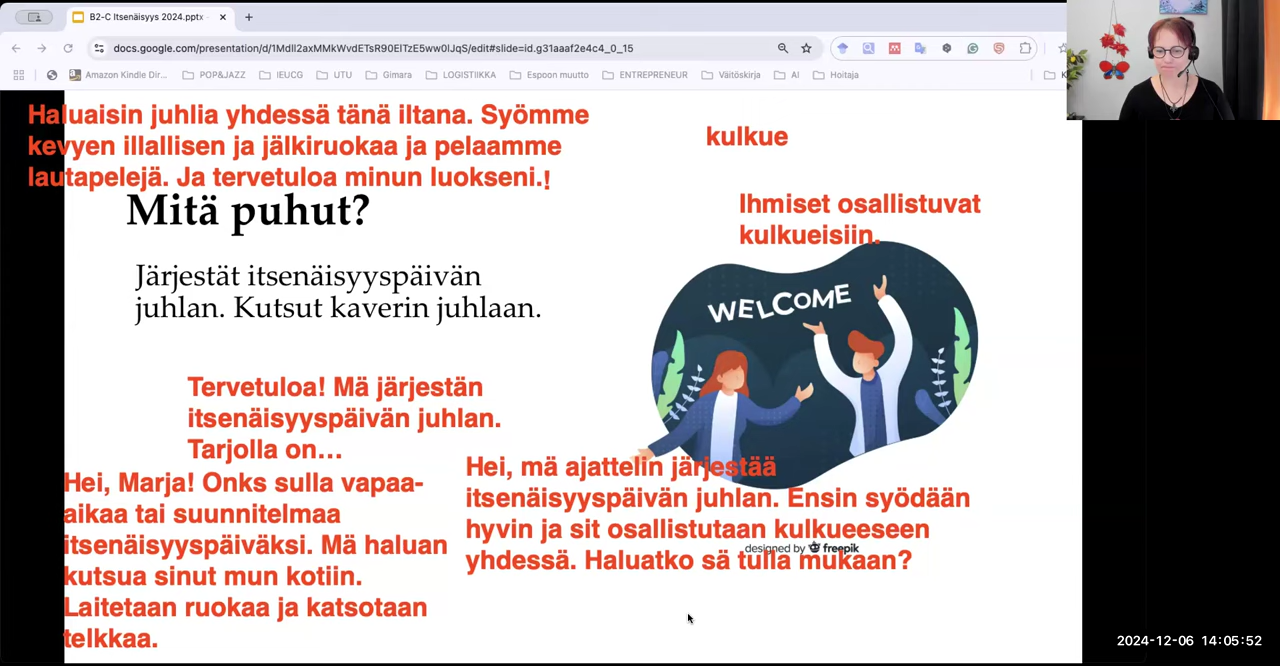 B2-C Itsenäisyys 2024.pptx
docs.google.com/presentation/d/1MdlI2axMMkWvdETsR90ElTzE5ww0lJqS/edit#slide=id.g31aaaf2e4c4_0_15
Amazon Kindle Dir... POP&JAZZ IEUCG UTU Gimara LOGISTIIKKA Espoon muutto ENTREPRENEUR Väitöskirja AI Hoitaja
Haluaisin juhlia yhdessä tänä iltana. Syömme
kevyen illallisen ja jälkiruokaa ja pelaamme
lautapelejä. Ja tervetuloa minun luokseni.!
kulkue
Ihmiset osallistuvat
kulkueisiin.
Mitä puhut?
Järjestät itsenäisyyspäivän
juhlan. Kutsut kaverin juhlaan.
WELCOME
Tervetuloa! Mä järjestän
itsenäisyyspäivän juhlan.
Tarjolla on...
Hei, Marja! Onks sulla vapaa-
aikaa tai suunnitelmaa
itsenäisyyspäiväksi. Mä haluan
kutsua sinut mun kotiin.
Laitetaan ruokaa ja katsotaan
telkkaa.
Hei, mä ajattelin järjestää
itsenäisyyspäivän juhlan. Ensin syödään
hyvin ja sit osallistutaan kulkueeseen
yhdessä. Haluatko sä tulla mukaan?
designed by freepik
2024-12-06 14:05:52